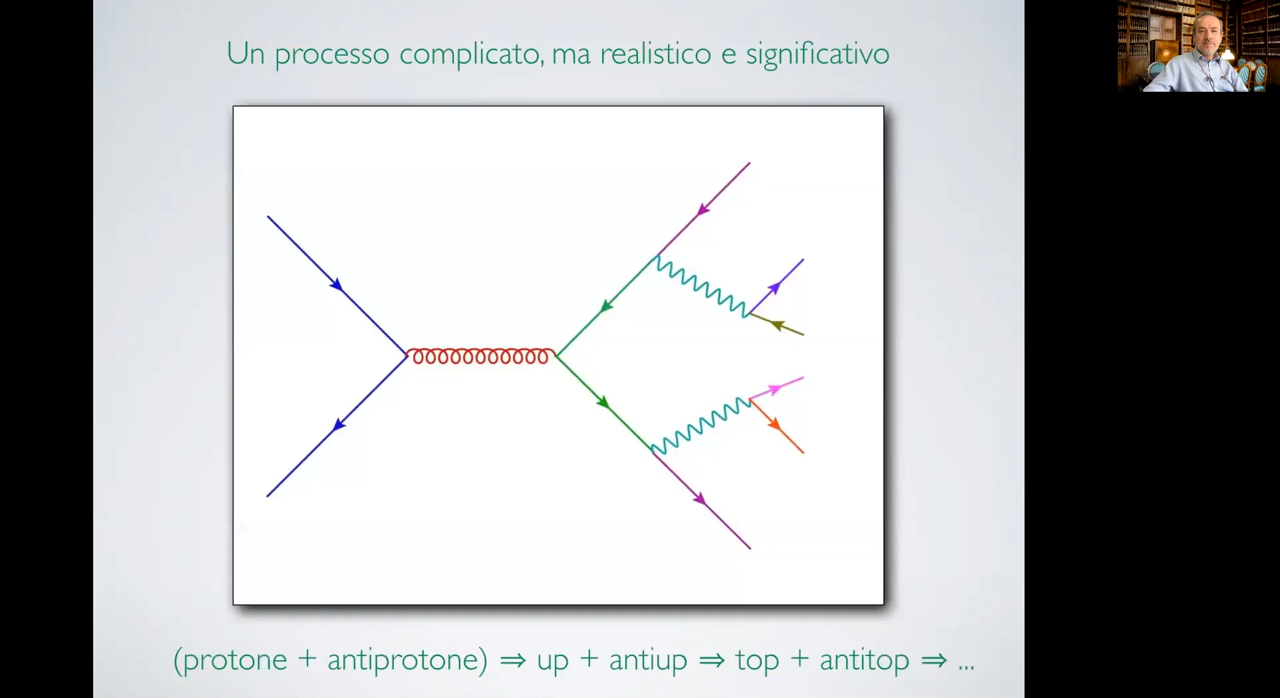 Un processo complicato, ma realistico e significativo
(protone + antiprotone) ⇒ up + antiup ⇒ top + antitop ⇒ ...